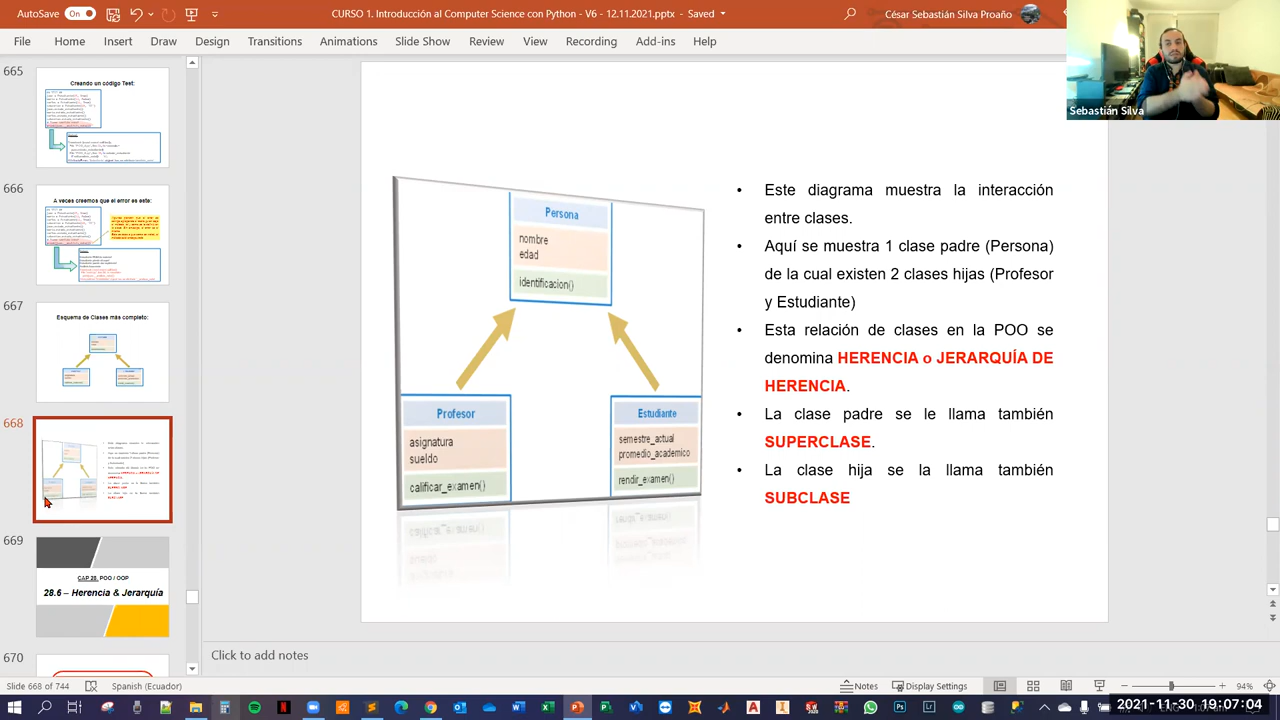 AutoSave On CURSO 1. Introducción al Computer Science con Python - V6 - 12.11.2021.pptx - Saved César Sebastián Silva Proaño
File Home Insert Draw Design Transitions Animations Slide Show Review View Recording Add-ins Help
Sebastián Silva
665
Creando un código Test:
666
A veces creemos que el error es este:
667
Esquema de Clases más completo:
668
669
CAP 28. POO / OOP
28.6 – Herencia & Jerarquía
670
Persona
nombre
edad
identificacion()
Profesor
asignatura
sueldo
calificar_examen()
Estudiante
semestre_actual
promedio_academico
rendir_examen()
• Este diagrama muestra la interacción
entre clases.
• Aquí se muestra 1 clase padre (Persona)
de la cual existen 2 clases hijas (Profesor
y Estudiante)
• Esta relación de clases en la POO se
denomina HERENCIA o JERARQUÍA DE
HERENCIA.
• La clase padre se le llama también
SUPERCLASE.
• La clase hija se la llama también
SUBCLASE
Click to add notes
Slide 668 of 744 Spanish (Ecuador) Notes Display Settings 94%
2021-11-30 19:07:04